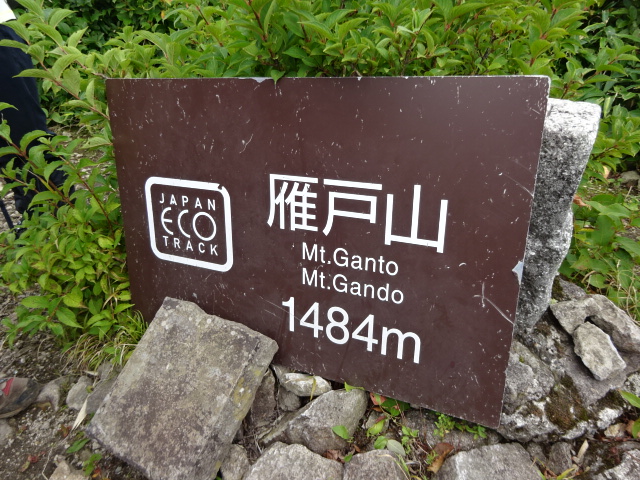 JAPAN
ECO
TRACK
雁戸山
Mt.Ganto
Mt.Gando
1484m